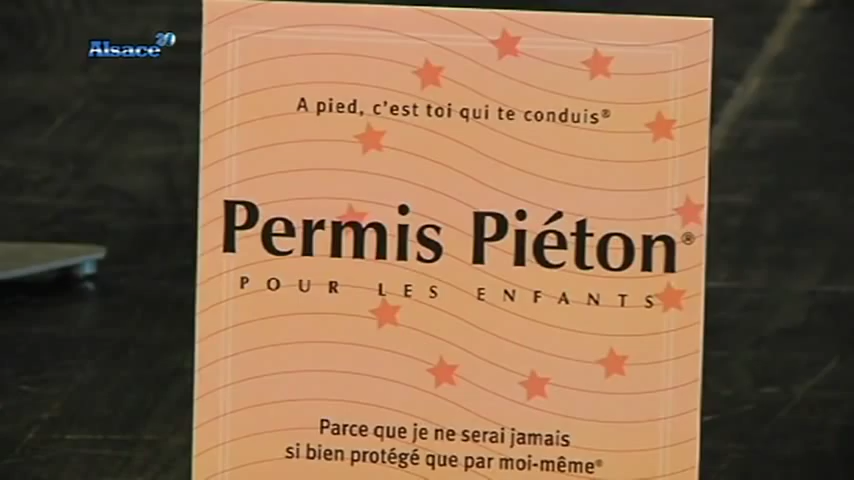 Alsace 20
A pied, c'est toi qui te conduis®
Permis Piéton®
POUR LES ENFANTS
Parce que je ne serai jamais
si bien protégé que par moi-même®